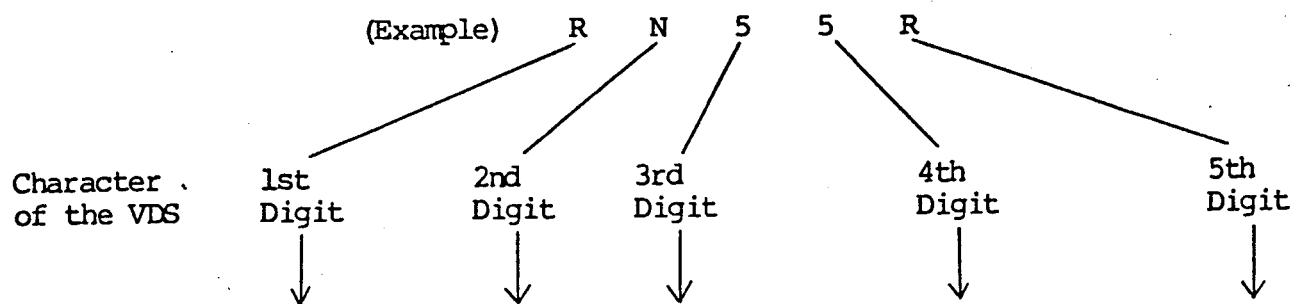 (Example) R N 5 5 R
Character 1st 2nd 3rd 4th 5th
of the VDS Digit Digit Digit Digit Digit